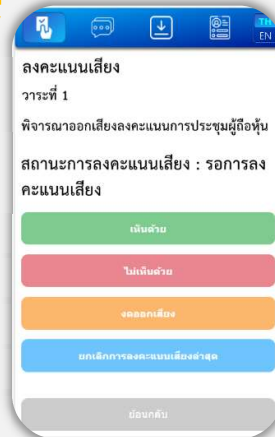 TH
EN
ลงคะแนนเสียง
วาระที่ 1
พิจารณาออกเสียงลงคะแนนการประชุมผู้ถือหุ้น
สถานะการลงคะแนนเสียง : รอการลง
คะแนนเสียง
เห็นด้วย
ไม่เห็นด้วย
งดออกเสียง
ยกเลิกการลงคะแนนเสียงล่าสุด
ย้อนกลับ